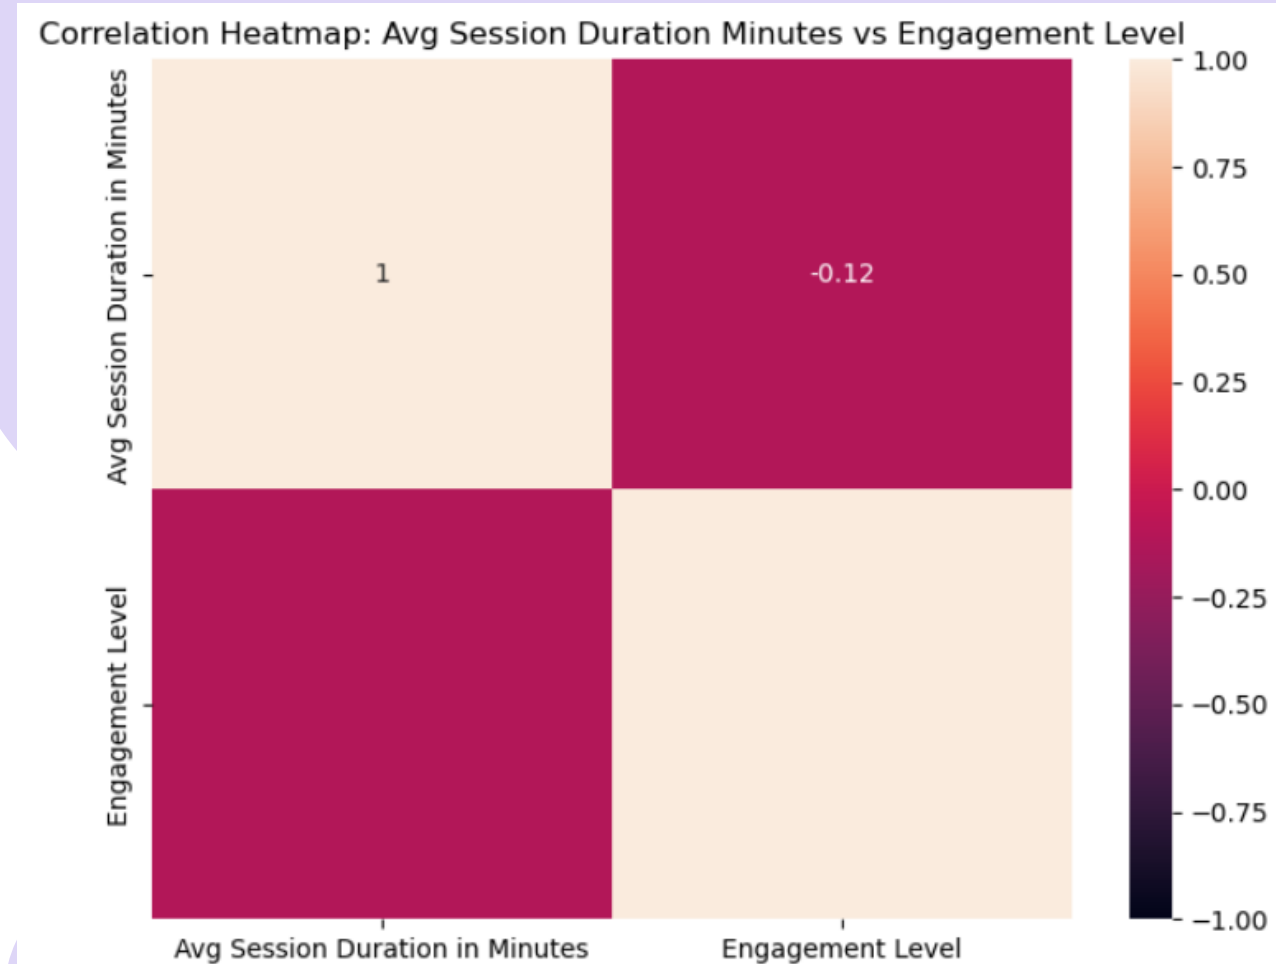 Correlation Heatmap: Avg Session Duration Minutes vs Engagement Level
Avg Session Duration in Minutes
Engagement Level
1
-0.12
Avg Session Duration in Minutes
Engagement Level
1.00
0.75
0.50
0.25
0.00
−0.25
−0.50
−0.75
−1.00